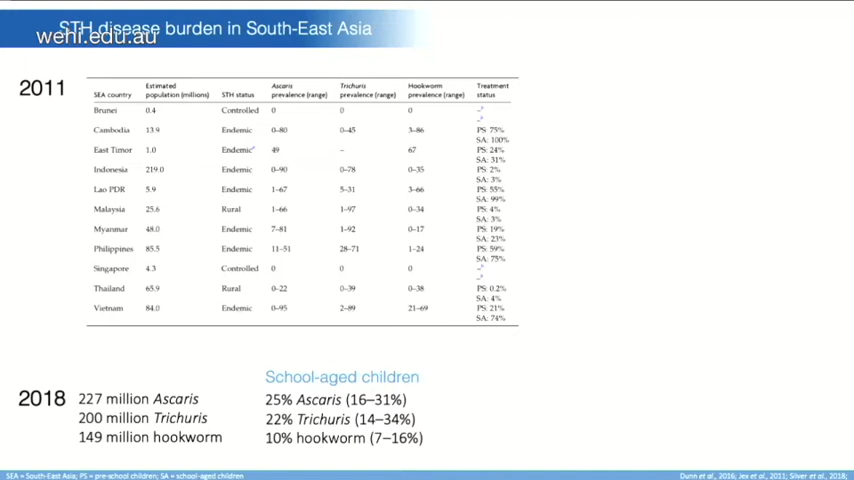 STH disease burden in South-East Asia
wehi.edu.au
2011
SEA country Estimated population (millions) STH status Ascaris prevalence (range) Trichuris prevalence (range) Hookworm prevalence (range) Treatment status
Brunei 0.4 Controlled 0 0 0
Cambodia 13.9 Endemic 0–80 0–45 3–86 PS: 75%
SA: 100%
East Timor 1.0 Endemic 49 – 67 PS: 24%
SA: 31%
Indonesia 219.0 Endemic 0–90 0–78 0–35 PS: 2%
SA: 3%
Lao PDR 5.9 Endemic 1–67 5–31 3–66 PS: 55%
SA: 99%
Malaysia 25.6 Rural 1–66 1–97 0–34 PS: 4%
SA: 3%
Myanmar 48.0 Endemic 7–81 1–92 0–17 PS: 19%
SA: 23%
Philippines 85.5 Endemic 11–51 28–71 1–24 PS: 59%
SA: 75%
Singapore 4.3 Controlled 0 0 0
Thailand 65.9 Rural 0–22 0–39 0–38 PS: 0.2%
SA: 4%
Vietnam 84.0 Endemic 0–95 2–89 21–69 PS: 21%
SA: 74%
2018
227 million Ascaris
200 million Trichuris
149 million hookworm
School-aged children
25% Ascaris (16–31%)
22% Trichuris (14–34%)
10% hookworm (7–16%)
SEA = South-East Asia; PS = pre-school children; SA = school-aged children
Dunn et al., 2016; Jex et al., 2011; Silver et al., 2018;